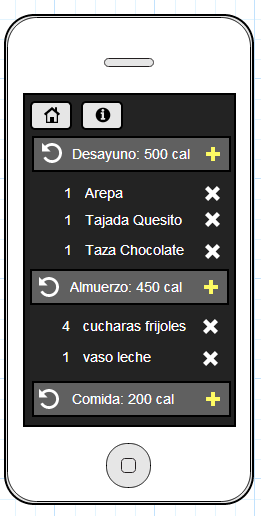 Desayuno: 500 cal
1 Arepa
1 Tajada Quesito
1 Taza Chocolate
Almuerzo: 450 cal
4 cucharas frijoles
1 vaso leche
Comida: 200 cal